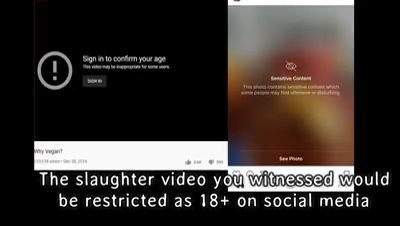 Sign in to confirm your age
This video may be inappropriate for some users.
SIGN IN
Why Vegan?
Sensitive Content
This photo contains sensitive content which
some people may find offensive or disturbing.
See Photo
The slaughter video you witnessed would
be restricted as 18+ on social media